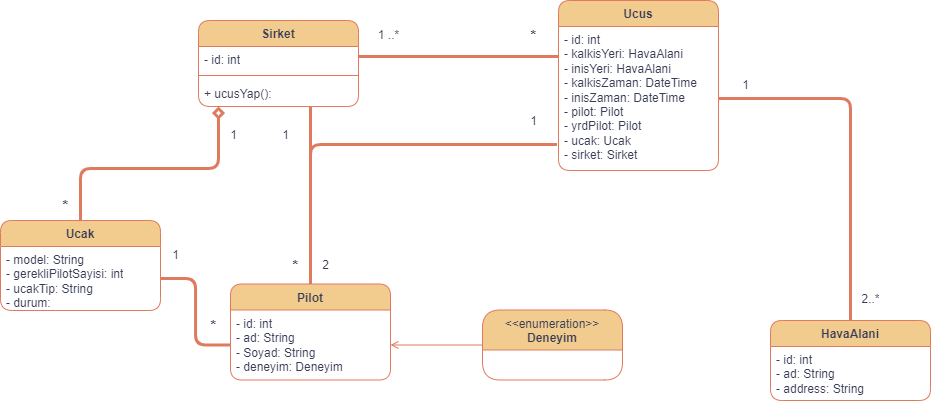 Sirket
- id: int
+ ucusYap():
1 ..*
*
Ucus
- id: int
- kalkisYeri: HavaAlani
- inisYeri: HavaAlani
- kalkisZaman: DateTime
- inisZaman: DateTime
- pilot: Pilot
- yrdPilot: Pilot
- ucak: Ucak
- sirket: Sirket
1
1
1
1
*
Ucak
- model: String
- gerekliPilotSayisi: int
- ucakTip: String
- durum:
1
*
*
2
Pilot
- id: int
- ad: String
- Soyad: String
- deneyim: Deneyim
<<enumeration>>
Deneyim
2..*
HavaAlani
- id: int
- ad: String
- address: String